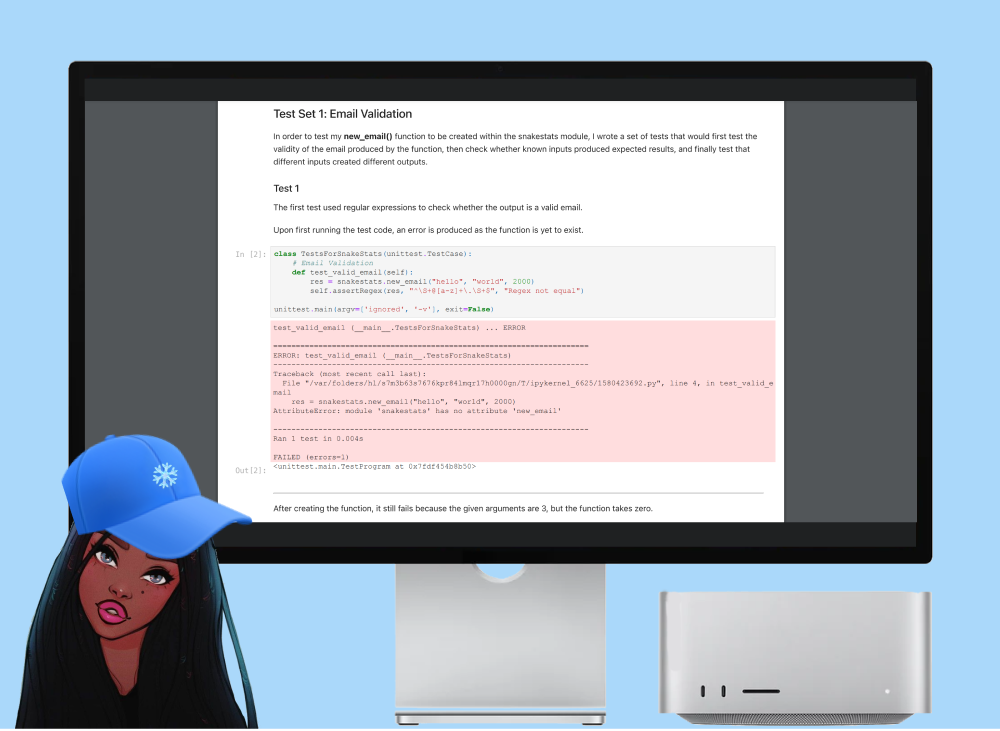 Test Set 1: Email Validation
In order to test my new_email() function to be created within the snakestats module, I wrote a set of tests that would first test the
validity of the email produced by the function, then check whether known inputs produced expected results, and finally test that
different inputs created different outputs.
Test 1
The first test used regular expressions to check whether the output is a valid email.
Upon first running the test code, an error is produced as the function is yet to exist.
In [2]: class TestsForSnakeStats(unittest.TestCase):
# Email Validation
def test_valid_email(self):
res = snakestats.new_email("hello", "world", 2000)
self.assertRegex(res, "^\S+@[a-z]+\.\S+$", "Regex not equal")
unittest.main(argv=['ignored', '-v'], exit=False)
test_valid_email (__main__.TestsForSnakeStats) ... ERROR
======================================================================
ERROR: test_valid_email (__main__.TestsForSnakeStats)
----------------------------------------------------------------------
Traceback (most recent call last):
File "/var/folders/hl/s7m3b63s7676kpr84lmqr17h0000gn/T/ipykernel_6625/1580423692.py", line 4, in test_valid_e
mail
res = snakestats.new_email("hello", "world", 2000)
AttributeError: module 'snakestats' has no attribute 'new_email'
----------------------------------------------------------------------
Ran 1 test in 0.004s
FAILED (errors=1)
Out[2]: <unittest.main.TestProgram at 0x7fdf454b8b50>
After creating the function, it still fails because the given arguments are 3, but the function takes zero.